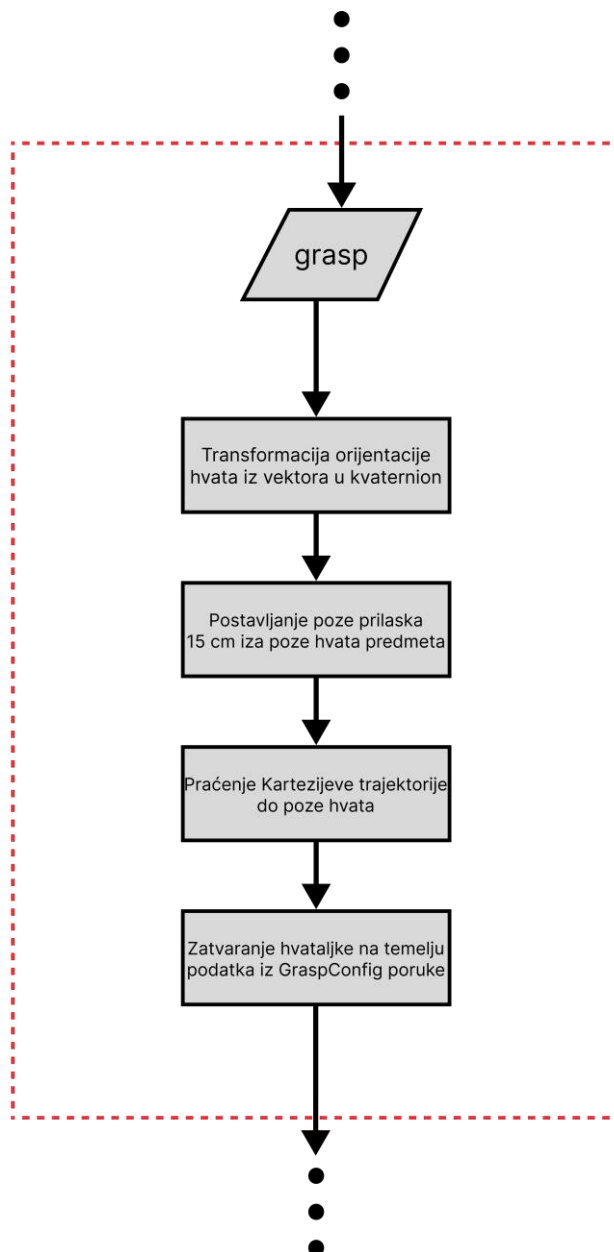 grasp
Transformacija orijentacije
hvata iz vektora u kvaternion
Postavljanje poze prilaska
15 cm iza poze hvata predmeta
Praćenje Kartezijeve trajektorije
do poze hvata
Zatvaranje hvataljke na temelju
podatka iz GraspConfig poruke